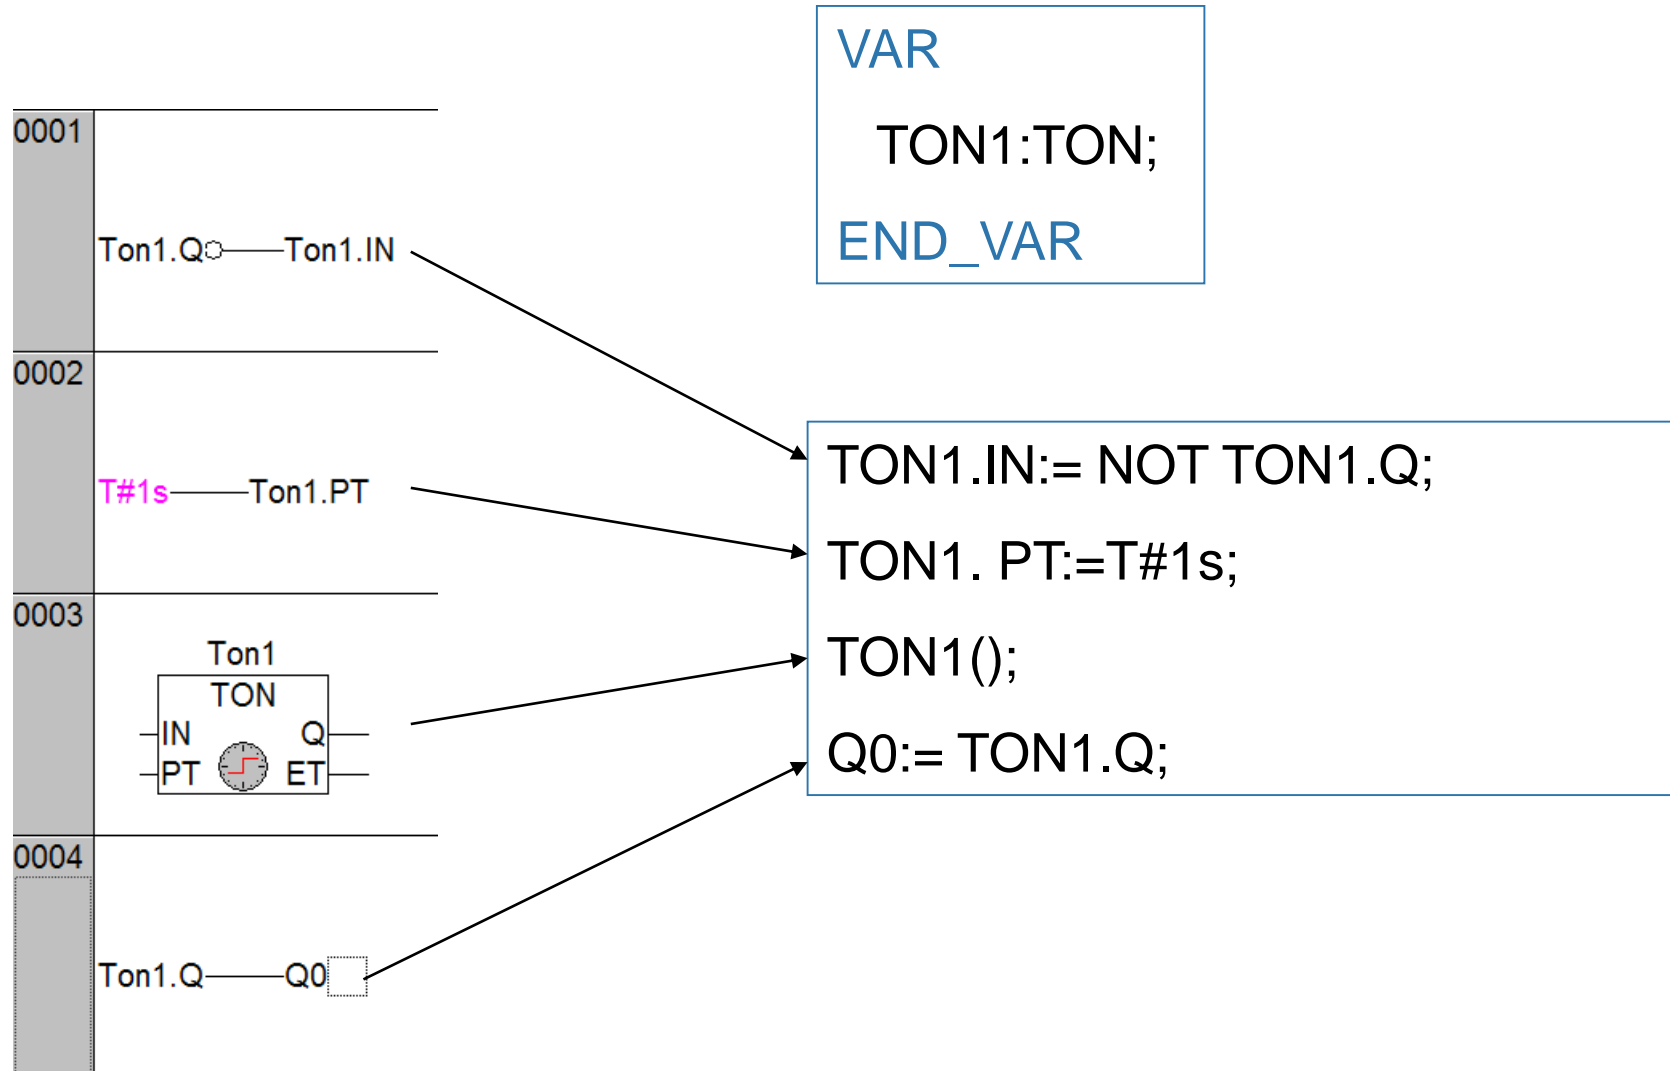 VAR
TON1:TON;
END_VAR
0001
Ton1.Q Ton1.IN
0002
T#1s Ton1.PT
0003
Ton1
TON
IN Q
PT ET
0004
Ton1.Q Q0
TON1.IN:= NOT TON1.Q;
TON1. PT:=T#1s;
TON1();
Q0:= TON1.Q;